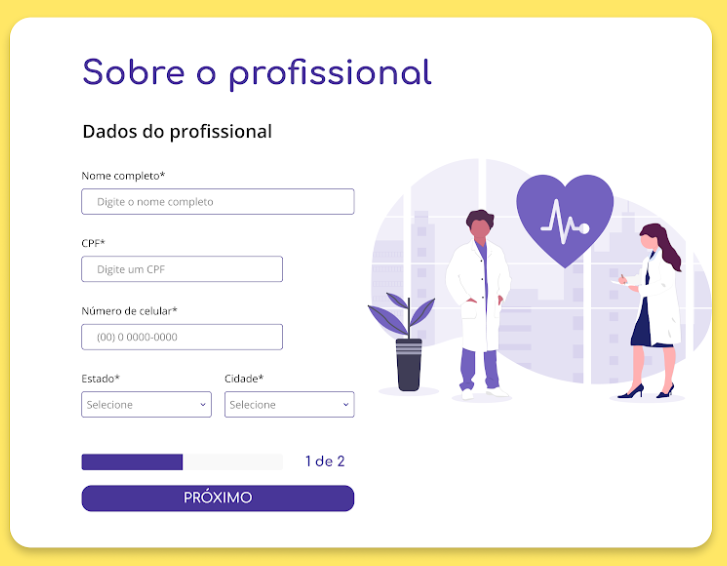 Sobre o profissional
Dados do profissional
Nome completo*
Digite o nome completo
CPF*
Digite um CPF
Número de celular*
(00) 0 0000-0000
Estado* Cidade*
Selecione Selecione
1 de 2
PRÓXIMO